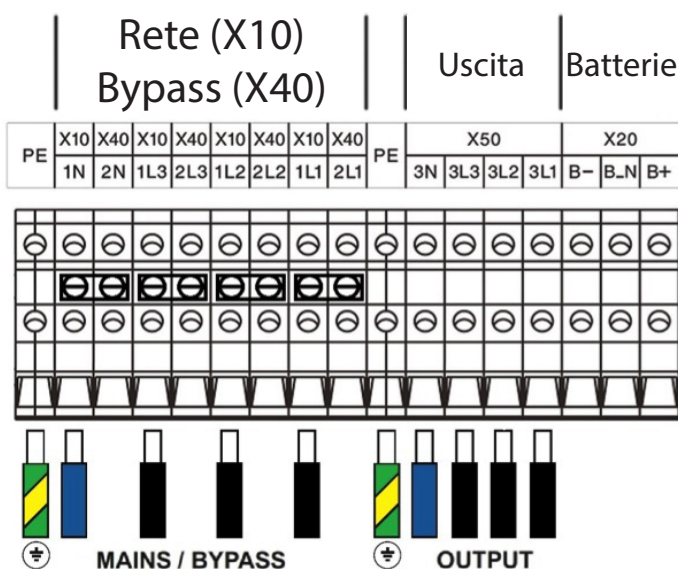 Rete (X10)
Bypass (X40)
Uscita
Batterie
PE X10 X40 X10 X40 X10 X40 X10 X40 PE X50 X20
1N 2N 1L3 2L3 1L2 2L2 1L1 2L1 3N 3L3 3L2 3L1 B- B_N B+
MAINS / BYPASS OUTPUT